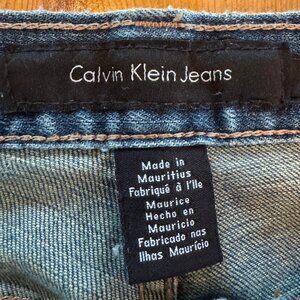 Calvin Klein Jeans
Made in
Mauritius
Fabriqué à l'Ile
Maurice
Hecho en
Mauricio
Fabricado nas
Ilhas Maurício